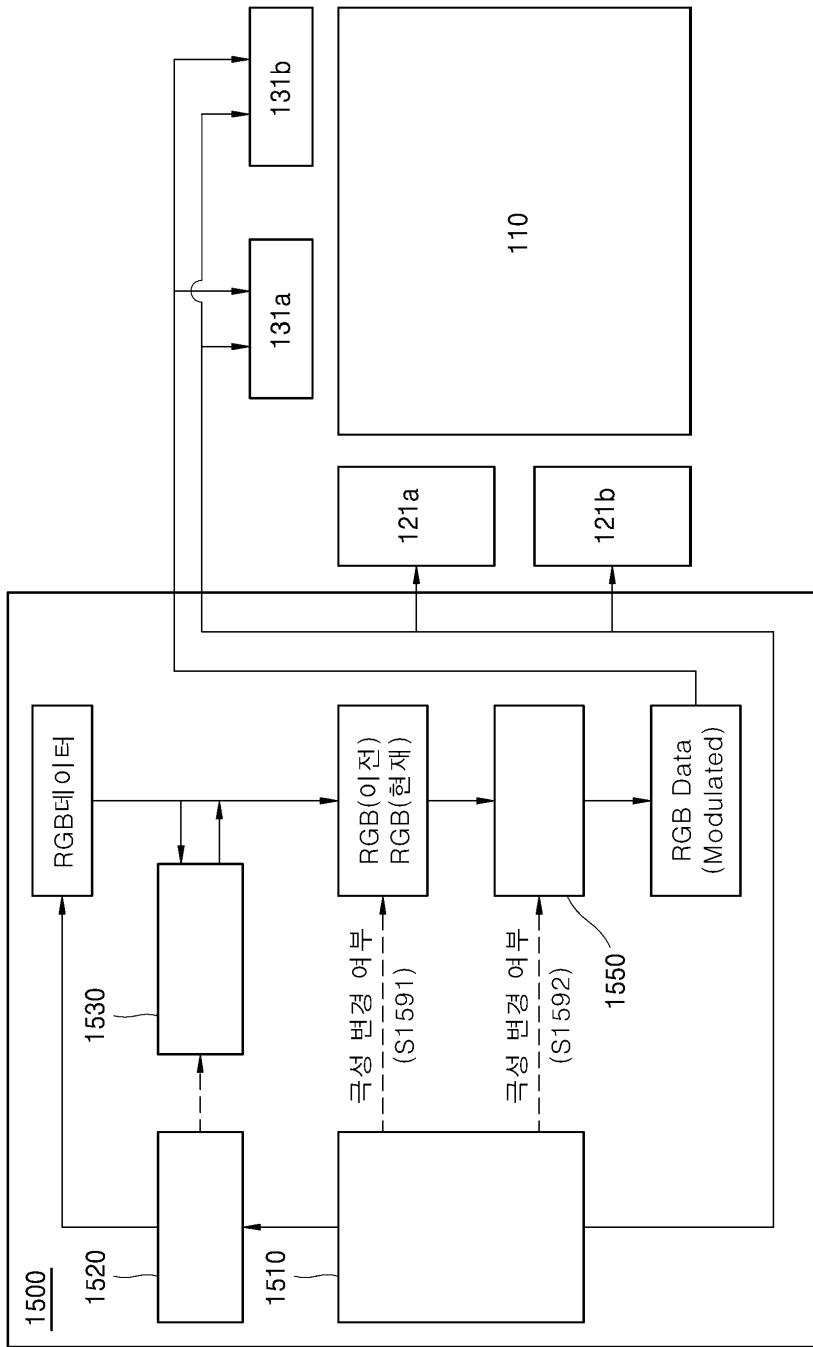 1500
1520
1530
RGB데이터
1510
극성 변경 여부
(S1591)
RGB(이전)
RGB(현재)
극성 변경 여부
(S1592)
1550
RGB Data
(Modulated)
121a
121b
131a
131b
110